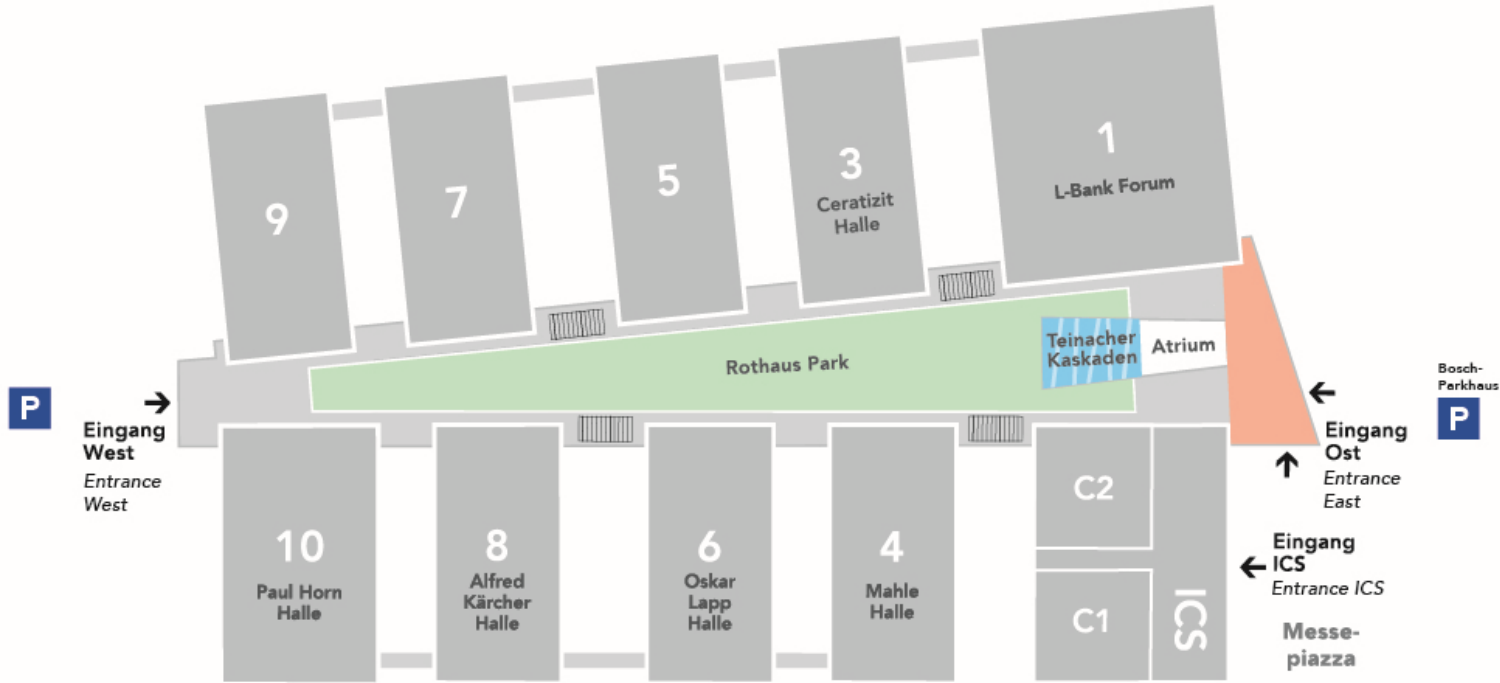 9
7
5
3
Ceratizit
Halle
1
L-Bank Forum
Rothaus Park
Teinacher
Kaskaden
Atrium
P
Eingang
West
Entrance
West
Bosch-
Parkhaus
P
Eingang
Ost
Entrance
East
10
Paul Horn
Halle
8
Alfred
Kärcher
Halle
6
Oskar
Lapp
Halle
4
Mahle
Halle
C2
C1
ICS
Eingang
ICS
Entrance ICS
Messe-
piazza